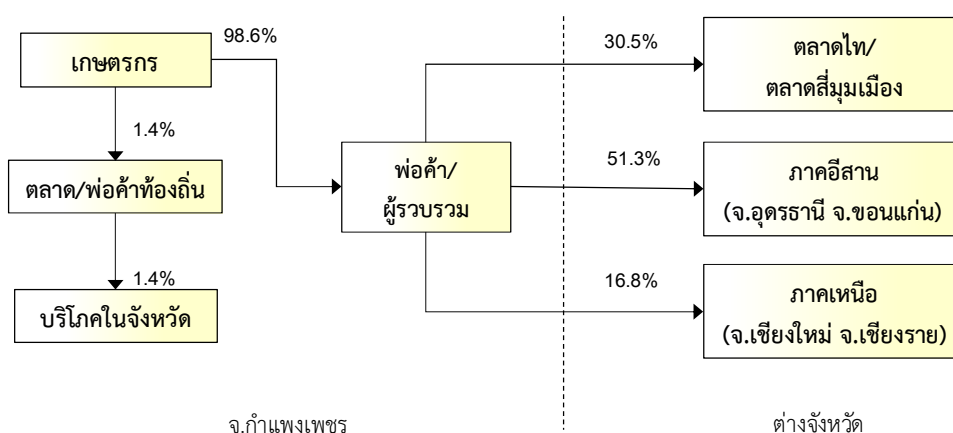 98.6%
เกษตรกร
1.4%
ตลาด/พ่อค้าท้องถิ่น
1.4%
บริโภคในจังหวัด
พ่อค้า/
ผู้รวบรวม
30.5%
ตลาดไท/
ตลาดสี่มุมเมือง
51.3%
ภาคอีสาน
(จ.อุดรธานี จ.ขอนแก่น)
16.8%
ภาคเหนือ
(จ.เชียงใหม่ จ.เชียงราย)
จ.กำแพงเพชร
ต่างจังหวัด